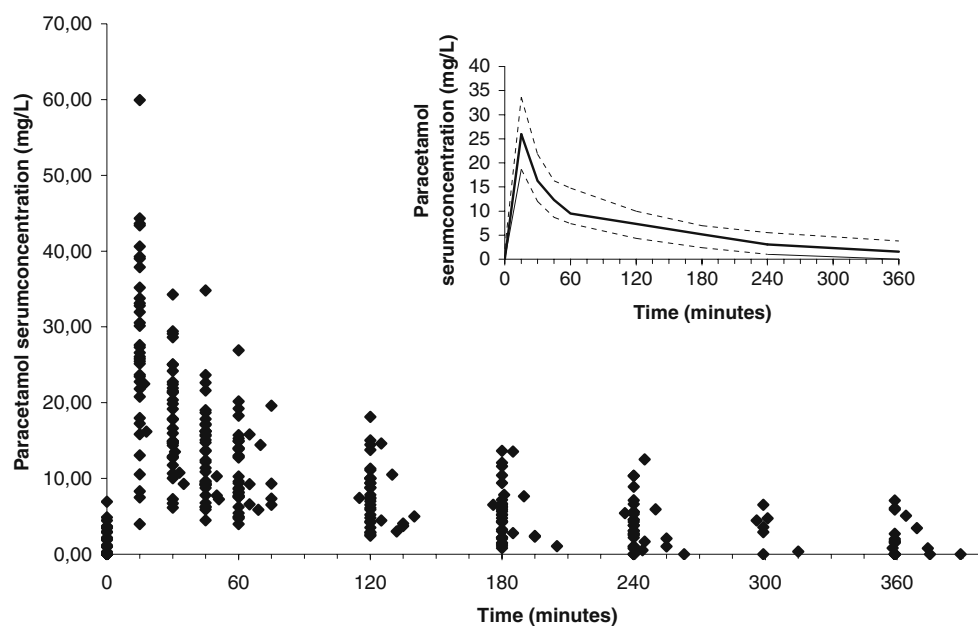 70,00
60,00
50,00
40,00
30,00
20,00
10,00
0,00
Paracetamol serumconcentration (mg/L)
0 60 120 180 240 300 360
Time (minutes)
40
35
30
25
20
15
10
5
0
Paracetamol
serumconcentration (mg/L)
0 60 120 180 240 300 360
Time (minutes)